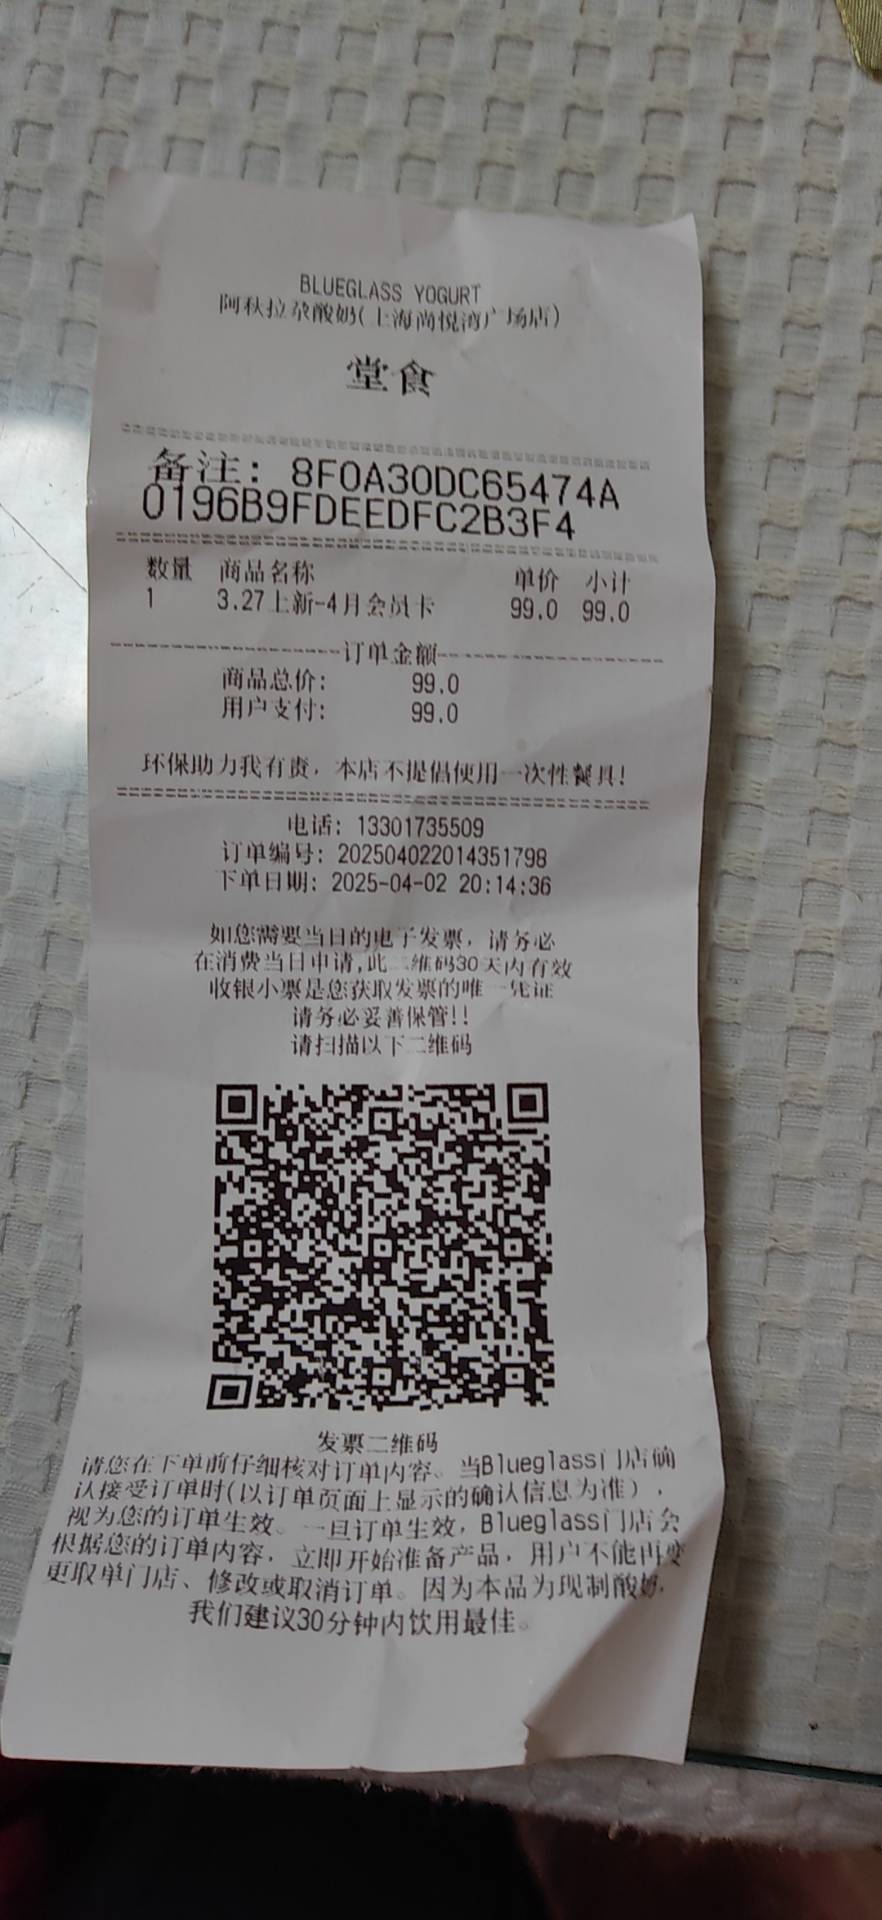 BLUEGLASS YOGURT
阿秋拉尕酸奶(上海尚悦湾广场店)
堂食
备注: 8F0A30DC65474A
0196B9FDEEDFC2B3F4
数量 商品名称 单价 小计
1 3.27上新-4月会员卡 99.0 99.0
订单金额
商品总价: 99.0
用户支付: 99.0
环保助力我有责，本店不提倡使用一次性餐具!
电话: 13301735509
订单编号: 202504022014351798
下单日期: 2025-04-02 20:14:36
如您需要当日的电子发票，请务必
在消费当日申请,此二维码30天内有效
收银小票是您获取发票的唯一凭证
请务必妥善保管!!
请扫描以下二维码
发票二维码
请您在下单前仔细核对订单内容。当Blueglass门店确
认接受订单时(以订单页面上显示的确认信息为准)，
视为您的订单生效。一旦订单生效，Blueglass门店会
根据您的订单内容，立即开始准备产品，用户不能再变
更取单门店、修改或取消订单。因为本品为现制酸奶，
我们建议30分钟内饮用最佳。